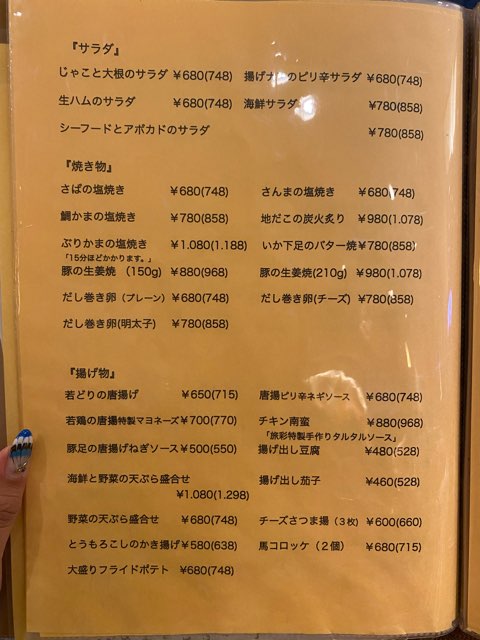 『サラダ』
じゃこと大根のサラダ ¥680(748) 揚げナスのピリ辛サラダ ¥680(748)
生ハムのサラダ ¥680(748) 海鮮サラダ ¥780(858)
シーフードとアボカドのサラダ ¥780(858)
『焼き物』
さばの塩焼き ¥680(748) さんまの塩焼き ¥680(748)
鯛かまの塩焼き ¥780(858) 地だこの炭火炙り ¥980(1.078)
ぶりかまの塩焼き ¥1.080(1.188) いか下足のバター焼¥780(858)
「15分ほどかかります。」
豚の生姜焼 （150g) ¥880(968) 豚の生姜焼(210g) ¥980(1.078)
だし巻き卵（プレーン）¥680(748) だし巻き卵(チーズ) ¥780(858)
だし巻き卵(明太子) ¥780(858)
『揚げ物』
若どりの唐揚げ ¥650(715) 唐揚ピリ辛ネギソース ¥680(748)
若鶏の唐揚特製マヨネーズ¥700(770) チキン南蛮 ¥880(968)
「旅彩特製手作りタルタルソース」
豚足の唐揚げねぎソース¥500(550) 揚げ出し豆腐 ¥480(528)
海鮮と野菜の天ぷら盛合せ 揚げ出し茄子 ¥460(528)
¥1.080(1.298)
野菜の天ぷら盛合せ ¥680(748) チーズさつま揚（３枚）¥600(660)
とうもろこしのかき揚げ¥580(638) 馬コロッケ（２個） ¥680(715)
大盛りフライドポテト ¥680(748)